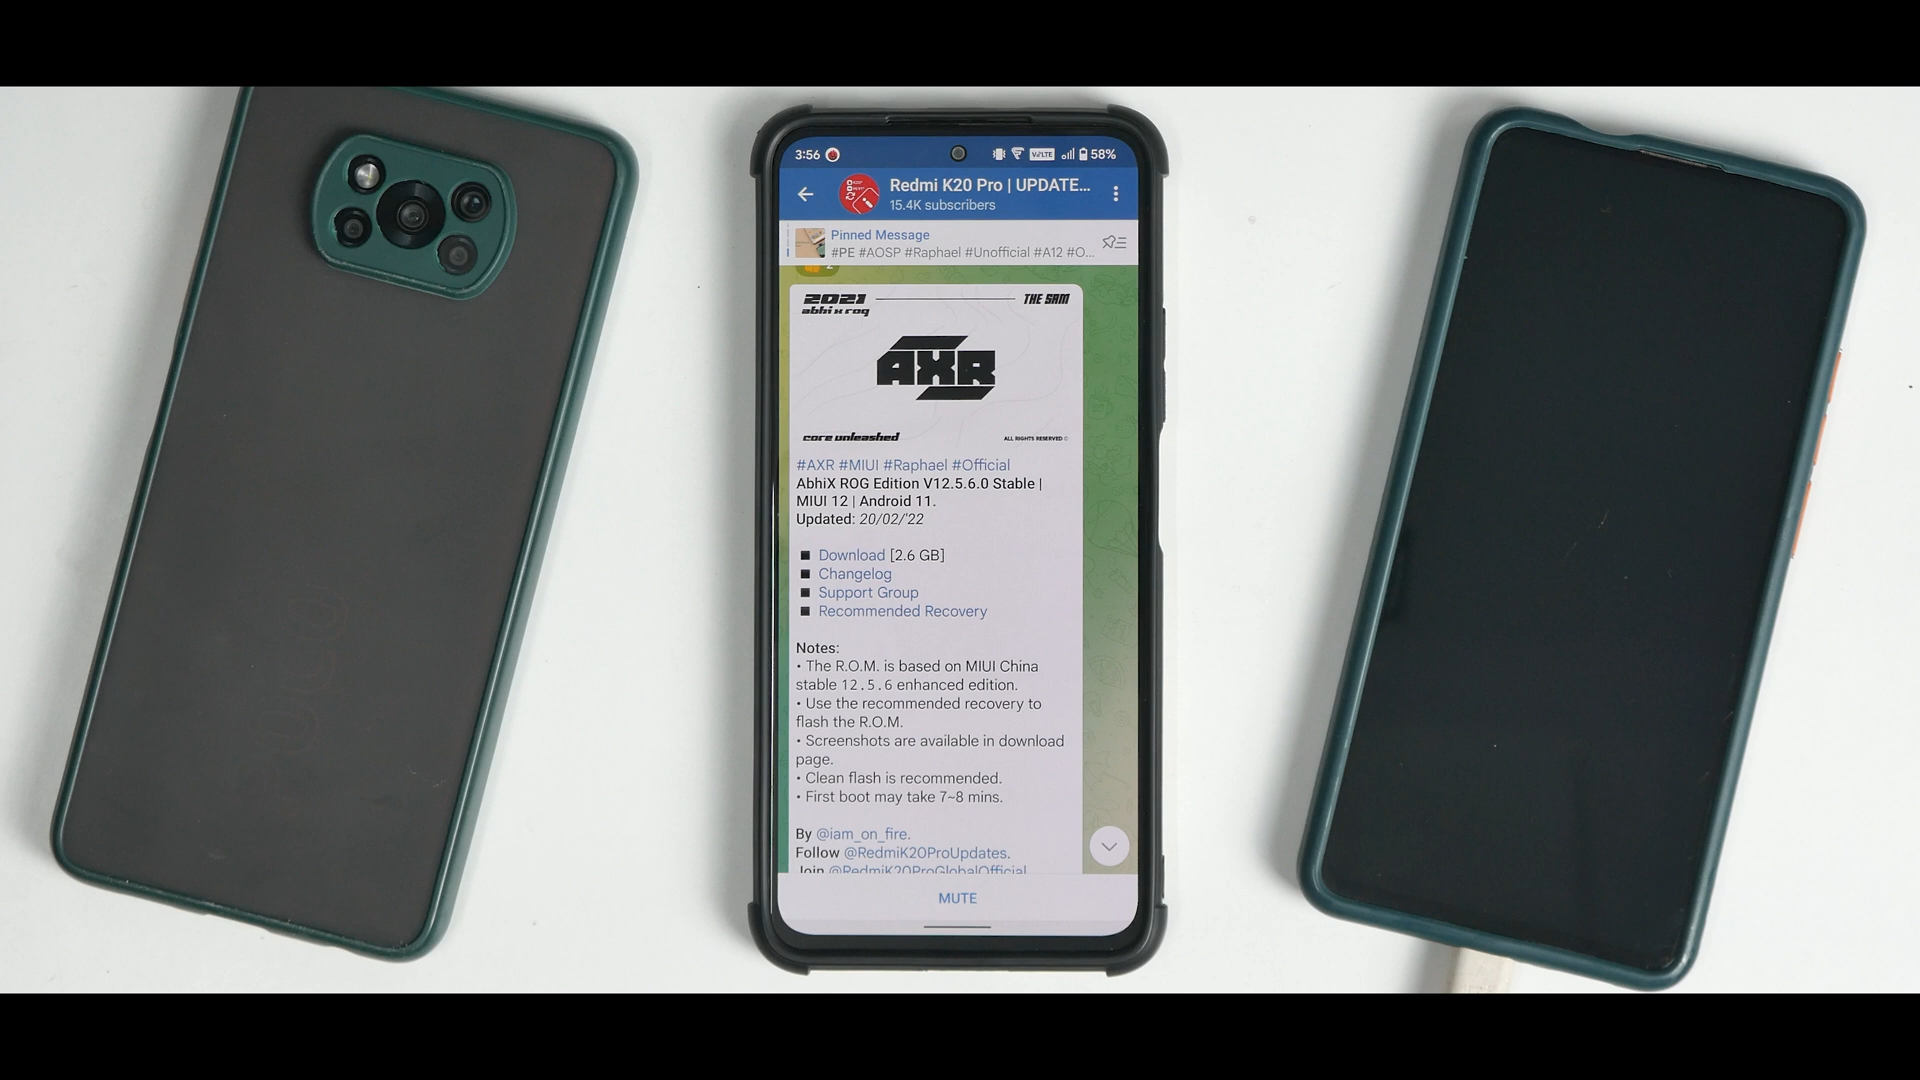 3:56
VoLTE
58%
Redmi K20 Pro | UPDATE...
15.4K subscribers
Pinned Message
#PE #AOSP #Raphael #Unofficial #A12 #O...
2
2021
THE SAM
abhi x rog
AXR
core unleashed
ALL RIGHTS RESERVED ©
#AXR #MIUI #Raphael #Official
AbhiX ROG Edition V12.5.6.0 Stable |
MIUI 12 | Android 11.
Updated: 20/02/'22
■ Download [2.6 GB]
■ Changelog
■ Support Group
■ Recommended Recovery
Notes:
• The R.O.M. is based on MIUI China
stable 12.5.6 enhanced edition.
• Use the recommended recovery to
flash the R.O.M.
• Screenshots are available in download
page.
• Clean flash is recommended.
• First boot may take 7~8 mins.
By @iam_on_fire.
Follow @RedmiK20ProUpdates.
Join @RedmiK20ProGlobalOfficial
MUTE